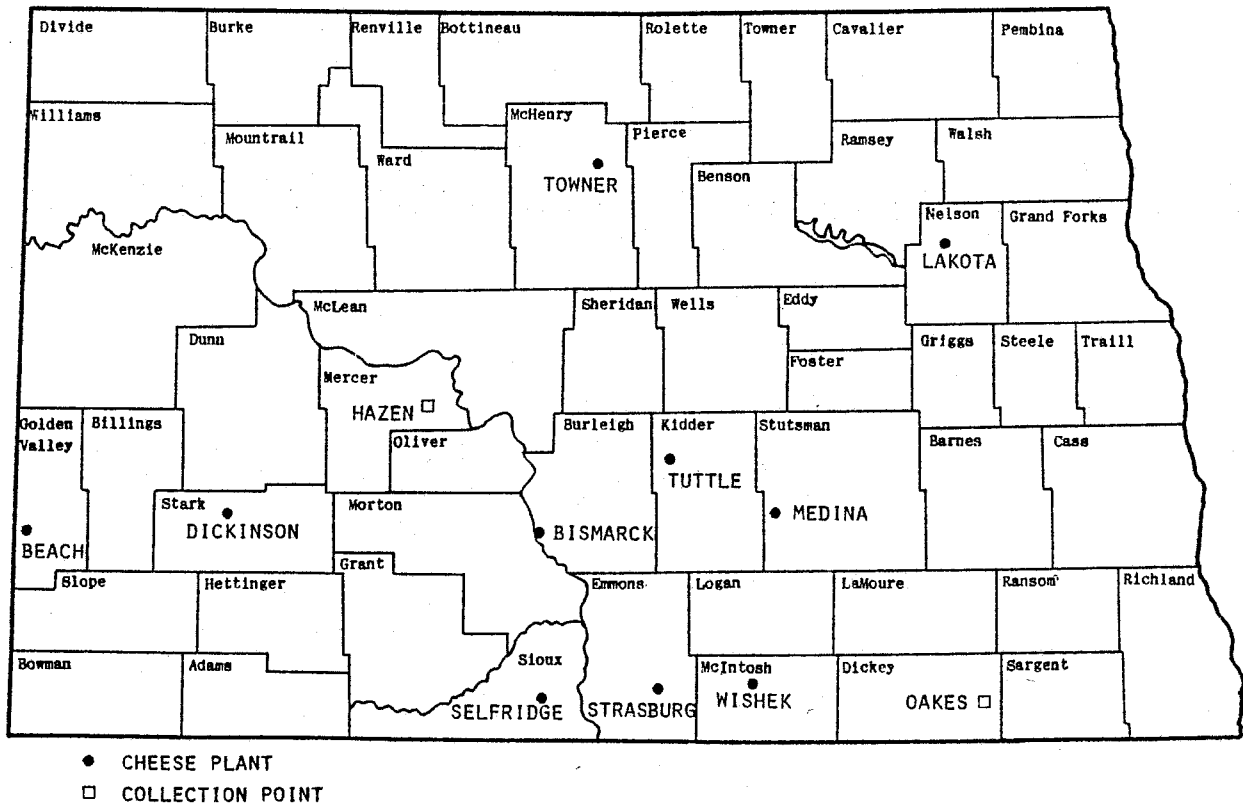 Divide
Burke
Renville
Bottineau
Rolette
Towner
Cavalier
Pembina
Williams
Mountrail
Ward
McHenry
Pierce
Ramsey
Walsh
TOWNER
Benson
Nelson
Grand Forks
LAKOTA
McKenzie
McLean
Sheridan
Wells
Eddy
Dunn
Foster
Griggs
Steele
Traill
Mercer
HAZEN
Oliver
Golden
Valley
Billings
Burleigh
Kidder
Stutsman
Barnes
Cass
TUTTLE
Stark
DICKINSON
Morton
BISMARCK
MEDINA
BEACH
Grant
Slope
Hettinger
Emmons
Logan
LaMoure
Ransom
Richland
Bowman
Adams
Sioux
McIntosh
Dickey
Sargent
SELFRIDGE
STRASBURG
WISHEK
OAKES
CHEESE PLANT
COLLECTION POINT